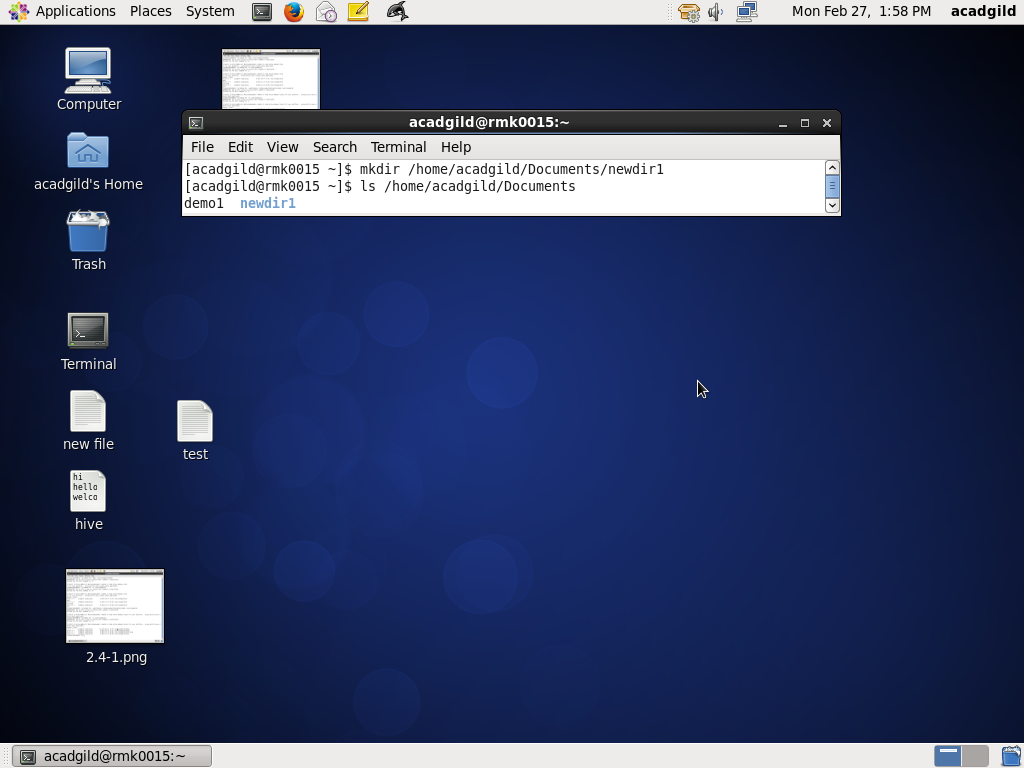 Applications Places System Mon Feb 27, 1:58 PM acadgild
Computer
acadgild@rmk0015:~
File Edit View Search Terminal Help
[acadgild@rmk0015 ~]$ mkdir /home/acadgild/Documents/newdir1
[acadgild@rmk0015 ~]$ ls /home/acadgild/Documents
demo1 newdir1
acadgild's Home
Trash
Terminal
new file
test
hi
hello
welco
hive
2.4-1.png
acadgild@rmk0015:~